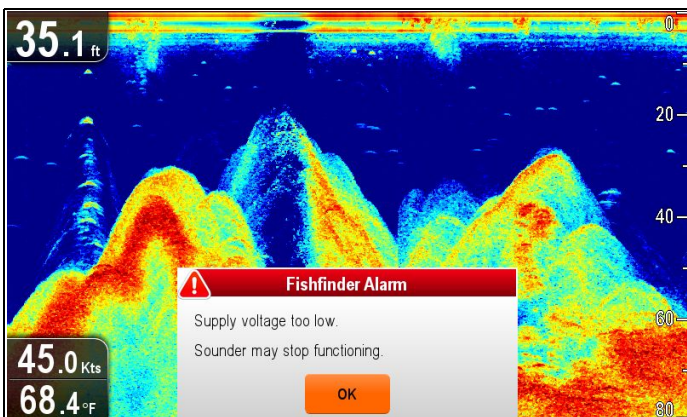 35.1 ft
0
20
40
Fishfinder Alarm
Supply voltage too low.
Sounder may stop functioning.
OK
60
45.0 Kts
68.4°F
80